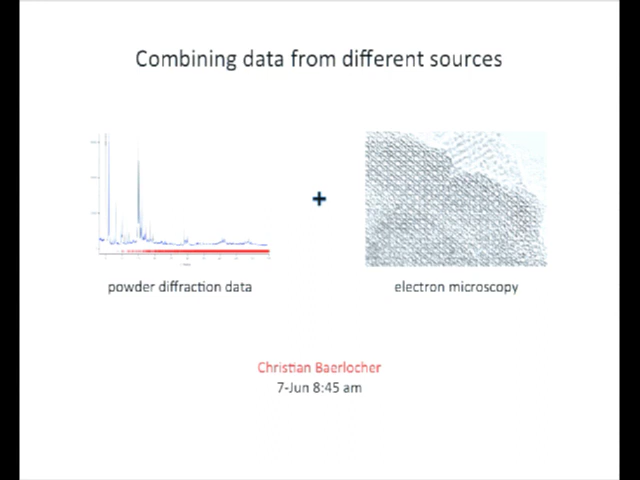 Combining data from different sources
+
powder diffraction data
electron microscopy
Christian Baerlocher
7-Jun 8:45 am